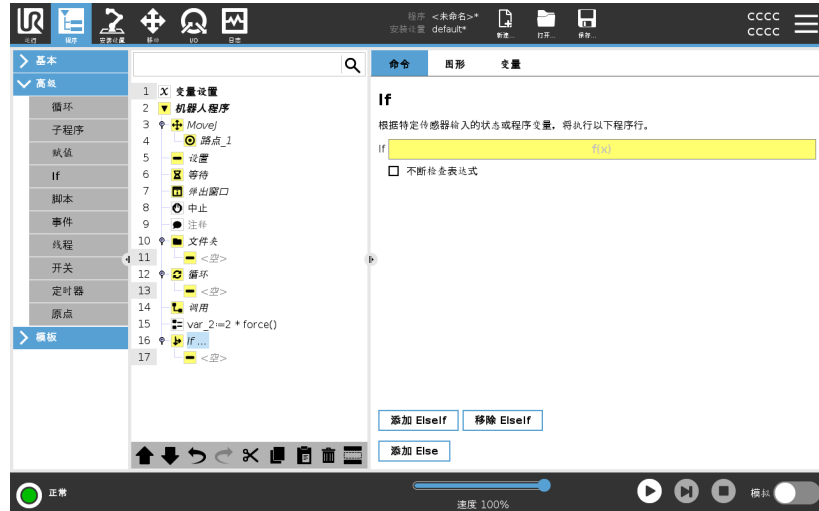 UR
运行 程序 安装设置 移动 I/O 日志
程序 <未命名>*
安装设置 default*
新建... 打开... 保存...
CCCC
CCCC
基本
高级
循环
子程序
赋值
If
脚本
事件
线程
开关
定时器
原点
模板
1 X 变量设置
2 机器人程序
3 MoveJ
4 路点_1
5 设置
6 等待
7 弹出窗口
8 中止
9 注释
10 文件夹
11 <空>
12 循环
13 <空>
14 调用
15 var_2:=2 * force()
16 If ...
17 <空>
命令 图形 变量
If
根据特定传感器输入的状态或程序变量，将执行以下程序行。
If f(x)
不断检查表达式
添加 ElseIf 移除 ElseIf
添加 Else
正常
速度 100%
模拟